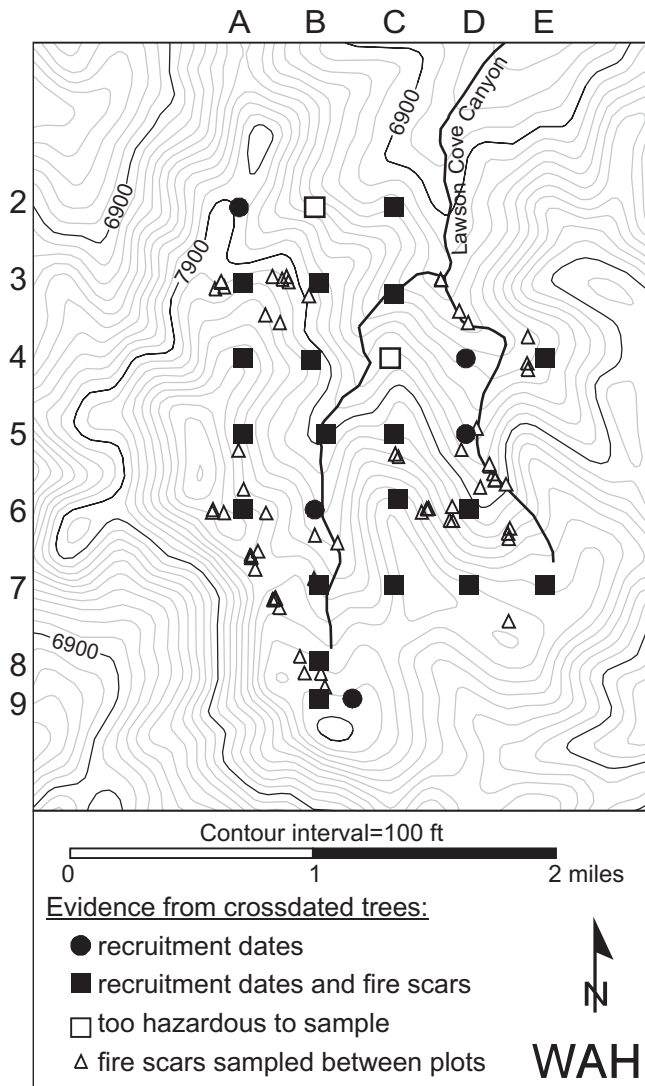 A B C D E
6900
Lawson Cove Canyon
6900
2
7900
3
4
5
6
7
6900
8
9
Contour interval=100 ft
0 1 2 miles
Evidence from crossdated trees:
recruitment dates
recruitment dates and fire scars
too hazardous to sample
fire scars sampled between plots
N
WAH